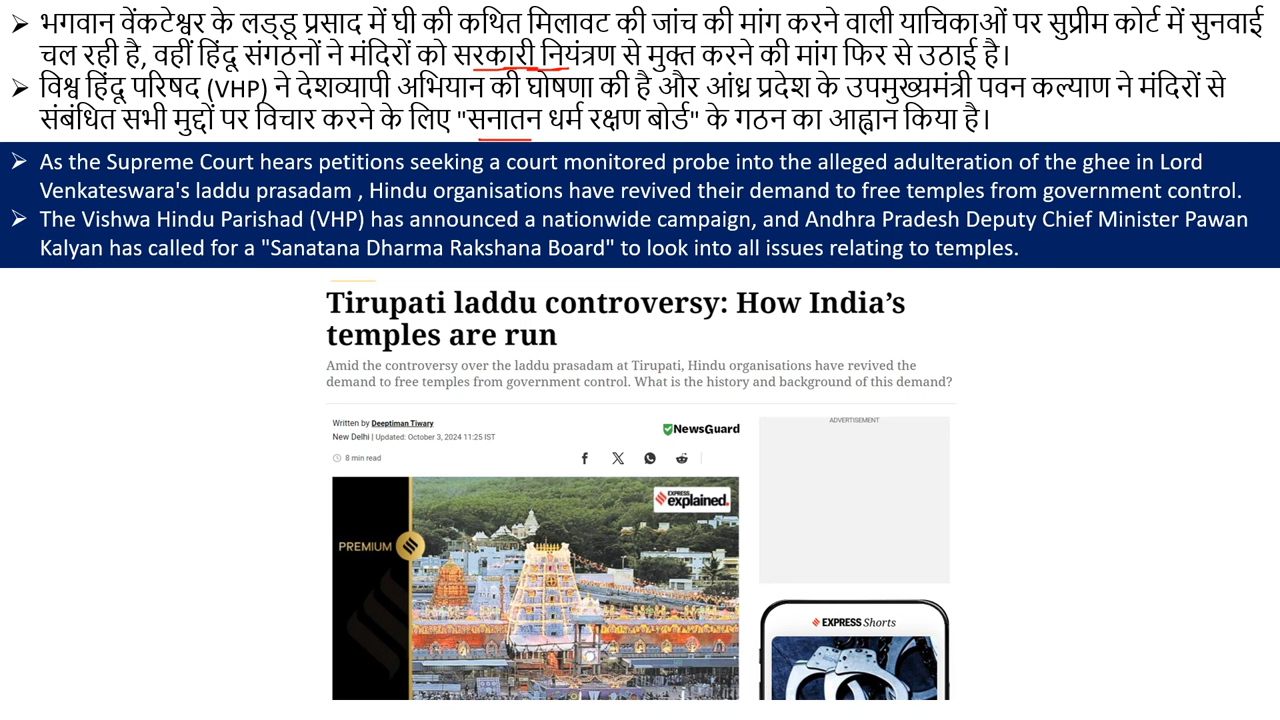 ➢ भगवान वेंकटेश्वर के लड्डू प्रसाद में घी की कथित मिलावट की जांच की मांग करने वाली याचिकाओं पर सुप्रीम कोर्ट में सुनवाई
चल रही है, वहीं हिंदू संगठनों ने मंदिरों को सरकारी नियंत्रण से मुक्त करने की मांग फिर से उठाई है।
➢ विश्व हिंदू परिषद (VHP) ने देशव्यापी अभियान की घोषणा की है और आंध्र प्रदेश के उपमुख्यमंत्री पवन कल्याण ने मंदिरों से
संबंधित सभी मुद्दों पर विचार करने के लिए "सनातन धर्म रक्षण बोर्ड" के गठन का आह्वान किया है।
➢ As the Supreme Court hears petitions seeking a court monitored probe into the alleged adulteration of the ghee in Lord
Venkateswara's laddu prasadam , Hindu organisations have revived their demand to free temples from government control.
➢ The Vishwa Hindu Parishad (VHP) has announced a nationwide campaign, and Andhra Pradesh Deputy Chief Minister Pawan
Kalyan has called for a "Sanatana Dharma Rakshana Board" to look into all issues relating to temples.
Tirupati laddu controversy: How India’s
temples are run
Amid the controversy over the laddu prasadam at Tirupati, Hindu organisations have revived the
demand to free temples from government control. What is the history and background of this demand?
Written by Deeptiman Tiwary
New Delhi | Updated: October 3, 2024 11:25 IST
8 min read
NewsGuard
ADVERTISEMENT
EXPRESS
explained.
PREMIUM
EXPRESS Shorts